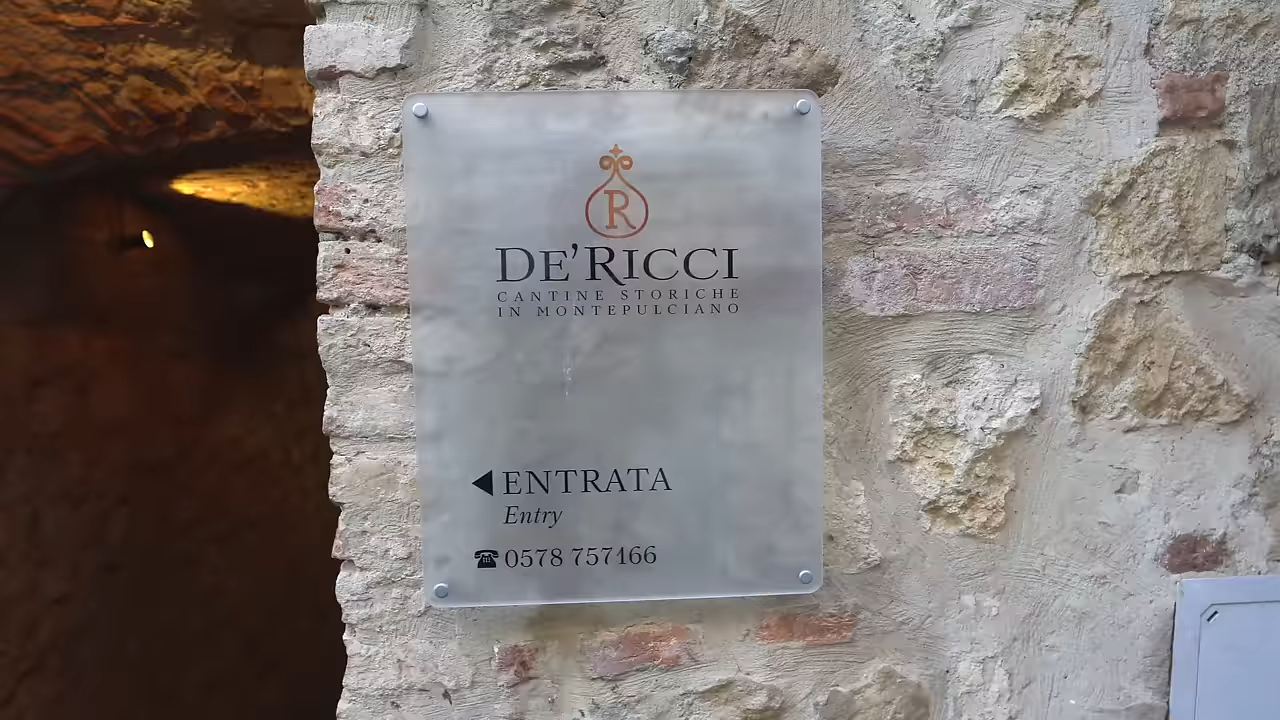 R
DE'RICCI
CANTINE STORICHE
IN MONTEPULCIANO
ENTRATA
Entry
0578 757166